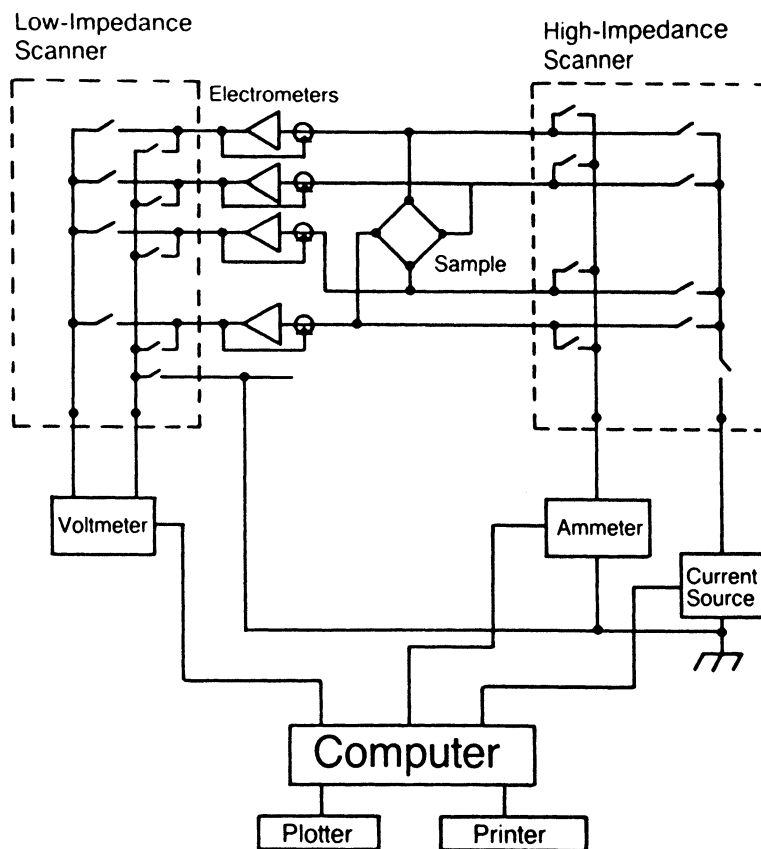 Low-Impedance
Scanner
High-Impedance
Scanner
Electrometers
Sample
Voltmeter
Ammeter
Current
Source
Computer
Plotter
Printer